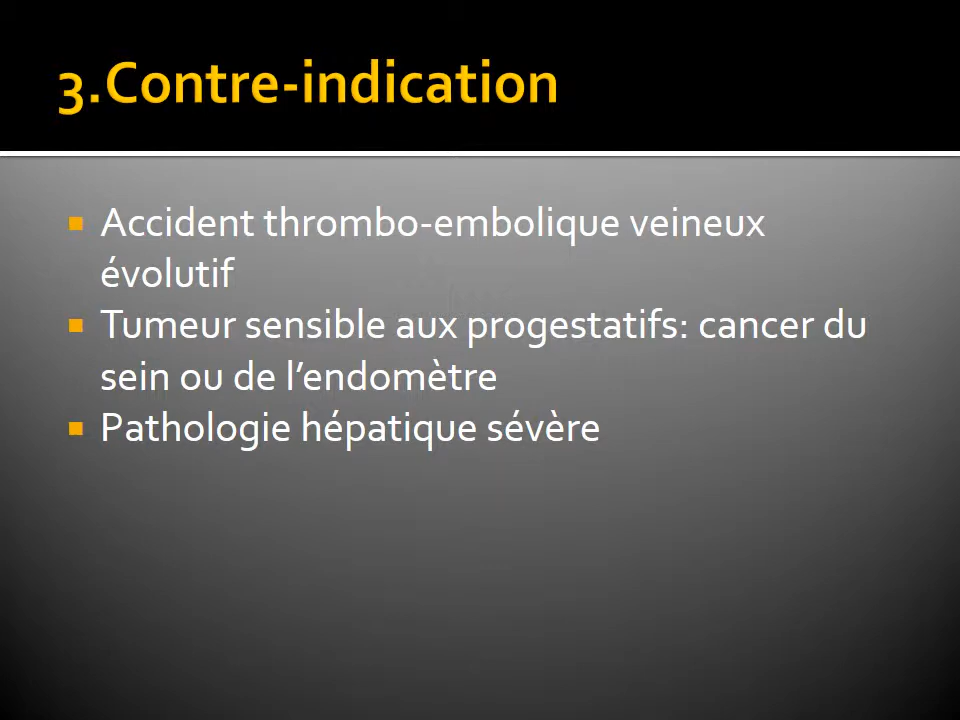 3.Contre-indication
Accident thrombo-embolique veineux
évolutif
Tumeur sensible aux progestatifs: cancer du
sein ou de l’endomètre
Pathologie hépatique sévère